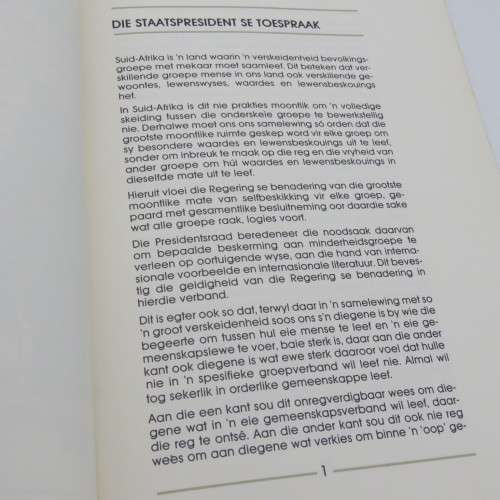 DIE STAATSPRESIDENT SE TOESPRAAK
Suid-Afrika is 'n land waarin 'n verskeidenheid bevolkings-
groepe met mekaar moet saamleef. Dit beteken dat ver-
skillende groepe mense in ons land ook verskillende ge-
woontes, lewenswyses, waardes en lewensbeskouings
het.
In Suid-Afrika is dit nie prakties moontlik om 'n volledige
skeiding tussen die onderskeie groepe te bewerkstellig
nie. Derhalwe moet ons ons samelewing só orden dat die
grootste moontlike ruimte geskep word vir elke groep om
sy besondere waardes en lewensbeskouings uit te leef,
sonder om inbreuk te maak op die reg en die vryheid van
ander groepe om húl waardes en lewensbeskouings in
dieselfde mate uit te leef.
Hieruit vloei die Regering se benadering van die grootste
moontlike mate van selfbeskikking vir elke groep, ge-
paard met gesamentlike besluitneming oor daardie sake
wat alle groepe raak, logies voort.
Die Presidentsraad beredeneer die noodsaak daarvan
om bepaalde beskerming aan minderheidsgroepe te
verleen op oortuigende wyse, aan die hand van interna-
sionale voorbeelde en internasionale literatuur. Dit beves-
tig die geldigheid van die Regering se benadering in
hierdie verband.
Dit is egter ook so dat, terwyl daar in 'n samelewing met so
'n groot verskeidenheid soos ons s'n diegene is by wie die
begeerte om tussen hul eie mense te leef en 'n eie ge-
meenskapslewe te voer, baie sterk is, daar aan die ander
kant ook diegene is wat ewe sterk daaroor voel dat hulle
nie in 'n spesifieke groepverband wil leef nie. Almal wil
tog sekerlik in orderlike gemeenskappe leef.
Aan die een kant sou dit onregverdigbaar wees om die-
gene wat in 'n eie gemeenskapsverband wil leef, daar-
die reg te ontsê. Aan die ander kant sou dit ook nie reg
wees om aan diegene wat verkies om binne 'n 'oop' ge-
1